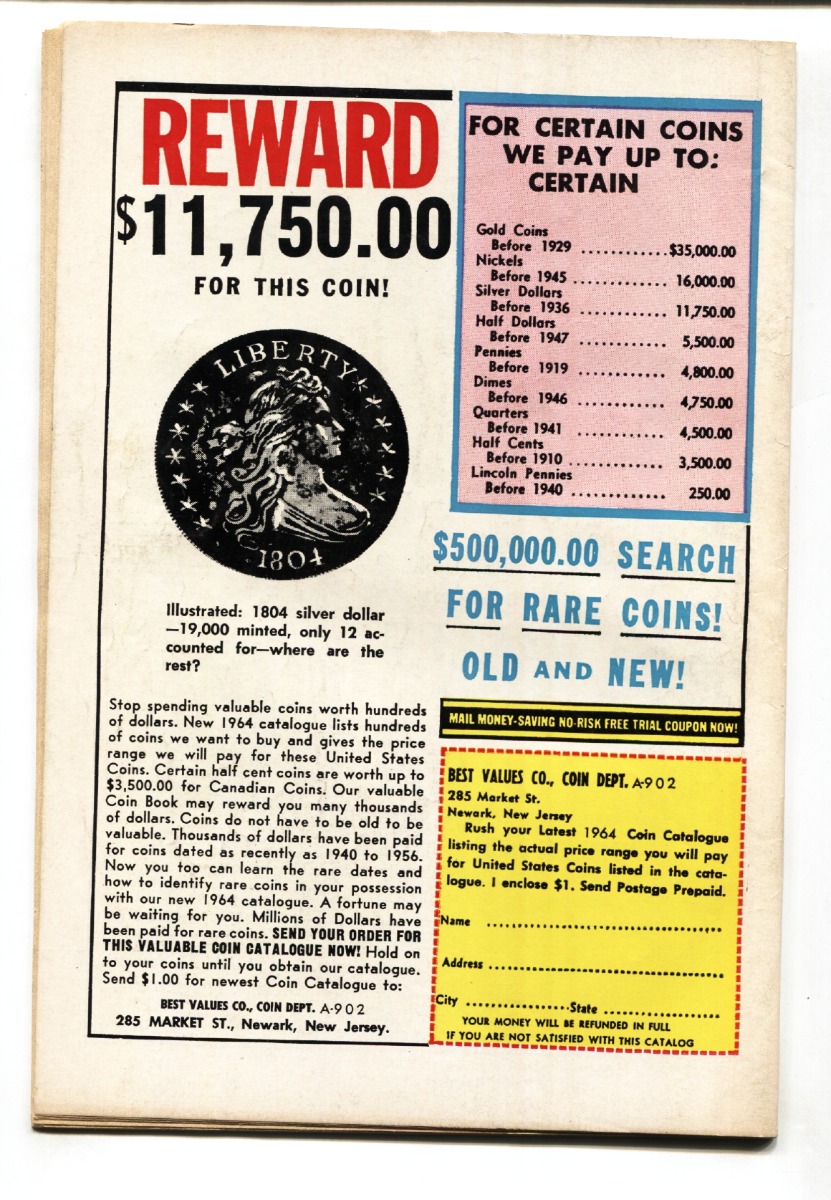 REWARD
$11,750.00
FOR THIS COIN!
LIBERTY
1804
Illustrated: 1804 silver dollar
—19,000 minted, only 12 ac-
counted for—where are the
rest?
Stop spending valuable coins worth hundreds
of dollars. New 1964 catalogue lists hundreds
of coins we want to buy and gives the price
range we will pay for these United States
Coins. Certain half cent coins are worth up to
$3,500.00 for Canadian Coins. Our valuable
Coin Book may reward you many thousands
of dollars. Coins do not have to be old to be
valuable. Thousands of dollars have been paid
for coins dated as recently as 1940 to 1956.
Now you too can learn the rare dates and
how to identify rare coins in your possession
with our new 1964 catalogue. A fortune may
be waiting for you. Millions of Dollars have
been paid for rare coins. SEND YOUR ORDER FOR
THIS VALUABLE COIN CATALOGUE NOW! Hold on
to your coins until you obtain our catalogue.
Send $1.00 for newest Coin Catalogue to:
BEST VALUES CO., COIN DEPT. A-902
285 MARKET ST., Newark, New Jersey.
FOR CERTAIN COINS
WE PAY UP TO:
CERTAIN
Gold Coins
Before 1929 ............$35,000.00
Nickels
Before 1945 ............. 16,000.00
Silver Dollars
Before 1936 ............ 11,750.00
Half Dollars
Before 1947 ............ 5,500.00
Pennies
Before 1919 ............ 4,800.00
Dimes
Before 1946 ............ 4,750.00
Quarters
Before 1941 ............ 4,500.00
Half Cents
Before 1910 ............. 3,500.00
Lincoln Pennies
Before 1940 ............. 250.00
$500,000.00 SEARCH
FOR RARE COINS!
OLD AND NEW!
MAIL MONEY-SAVING NO-RISK FREE TRIAL COUPON NOW!
BEST VALUES CO., COIN DEPT. A-902
285 Market St.
Newark, New Jersey
Rush your Latest 1964 Coin Catalogue
listing the actual price range you will pay
for United States Coins listed in the cata-
logue. I enclose $1. Send Postage Prepaid.
Name ........................................
Address ........................................
City ..................State ....................
YOUR MONEY WILL BE REFUNDED IN FULL
IF YOU ARE NOT SATISFIED WITH THIS CATALOG